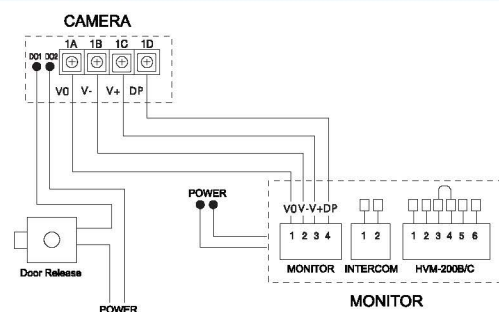 CAMERA
DO1 DO2 1A 1B 1C 1D
V0 V- V+ DP
POWER
V0 V- V+ DP
1 2 3 4 1 2 1 2 3 4 5 6
MONITOR INTERCOM HVM-200B/C
Door Release
POWER
MONITOR